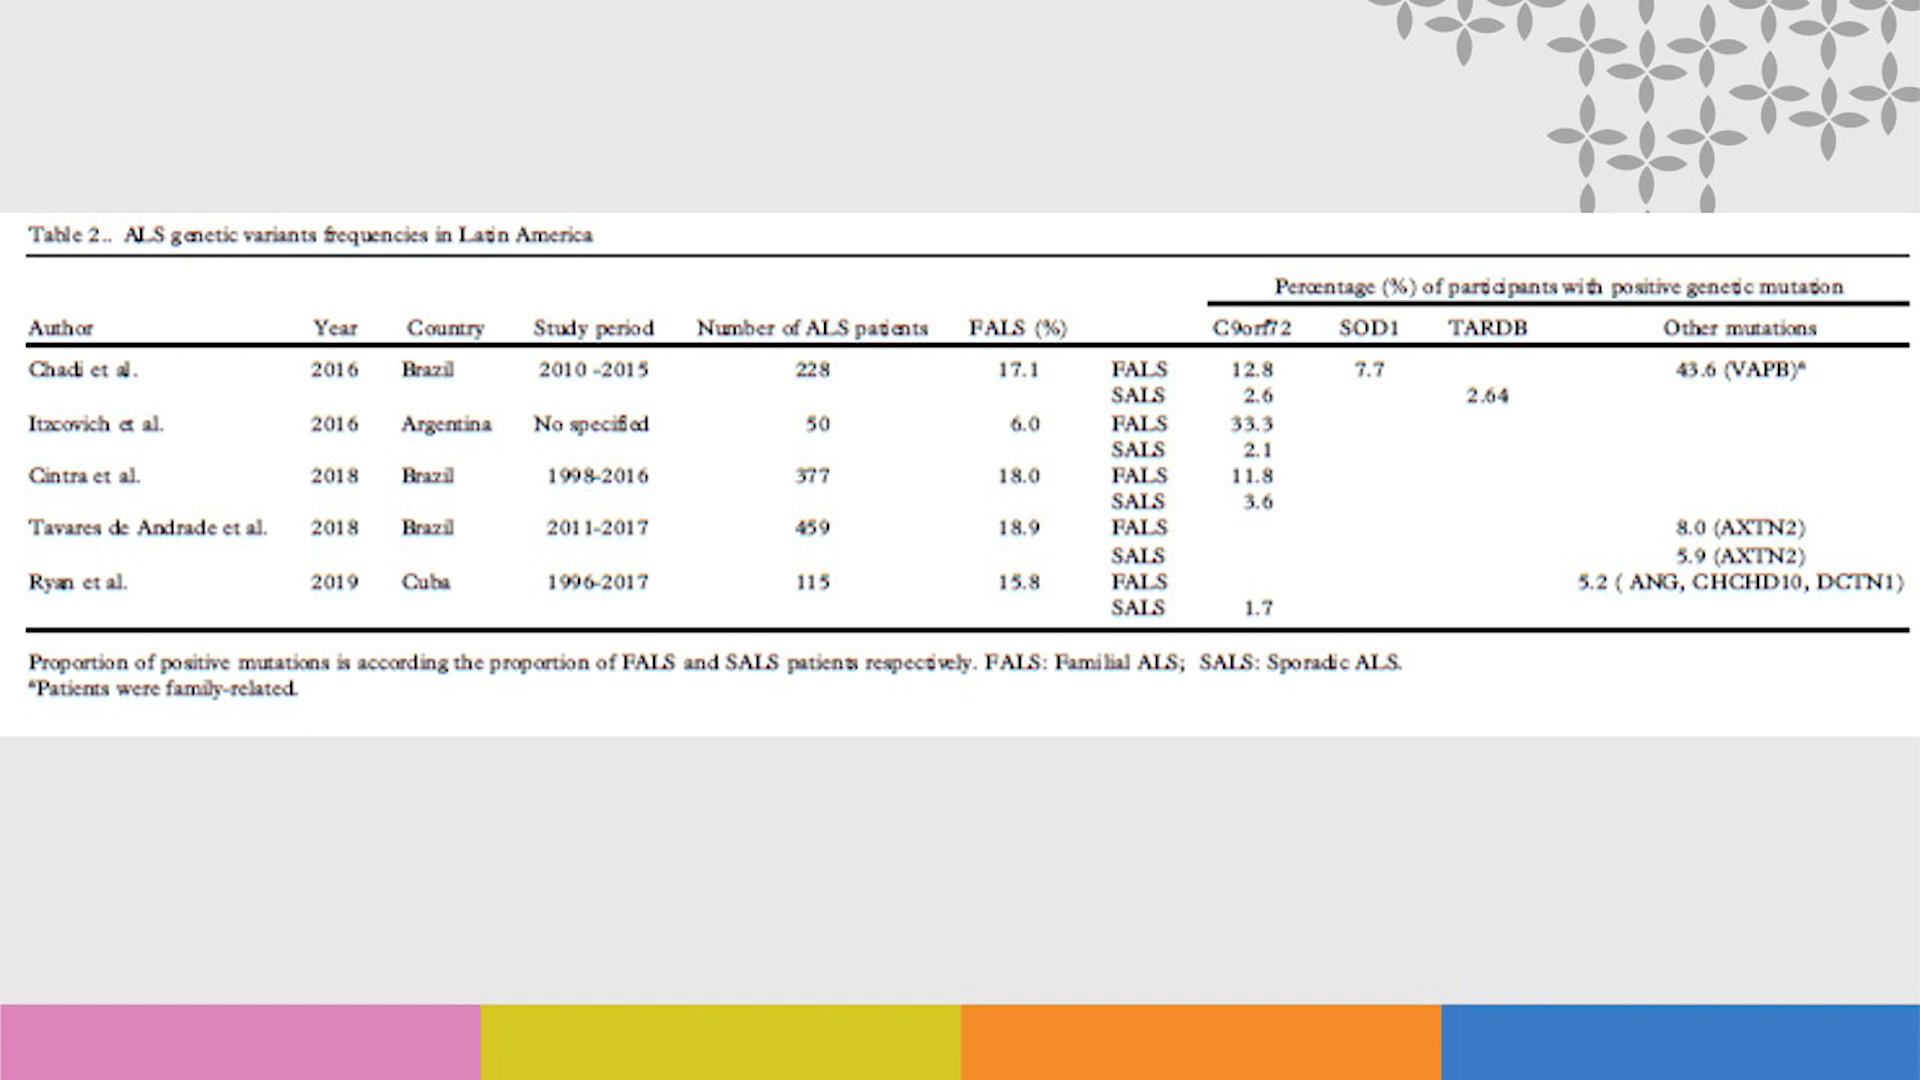 Table 2.. ALS genetic variants frequencies in Latin America
Percentage (%) of participants with positive genetic mutation
Author Year Country Study period Number of ALS patients FALS (%) C9orf72 SOD1 TARDB Other mutations
Chadi et al. 2016 Brazil 2010 -2015 228 17.1 FALS 12.8 7.7 43.6 (VAPB)ª
SALS 2.6 2.64
Itzcovich et al. 2016 Argentina No specified 50 6.0 FALS 33.3
SALS 2.1
Cintra et al. 2018 Brazil 1998-2016 377 18.0 FALS 11.8
SALS 3.6
Tavares de Andrade et al. 2018 Brazil 2011-2017 459 18.9 FALS 8.0 (AXTN2)
SALS 5.9 (AXTN2)
Ryan et al. 2019 Cuba 1996-2017 115 15.8 FALS 5.2 ( ANG, CHCHD10, DCTN1)
SALS 1.7
Proportion of positive mutations is according the proportion of FALS and SALS patients respectively. FALS: Familial ALS; SALS: Sporadic ALS.
ªPatients were family-related.